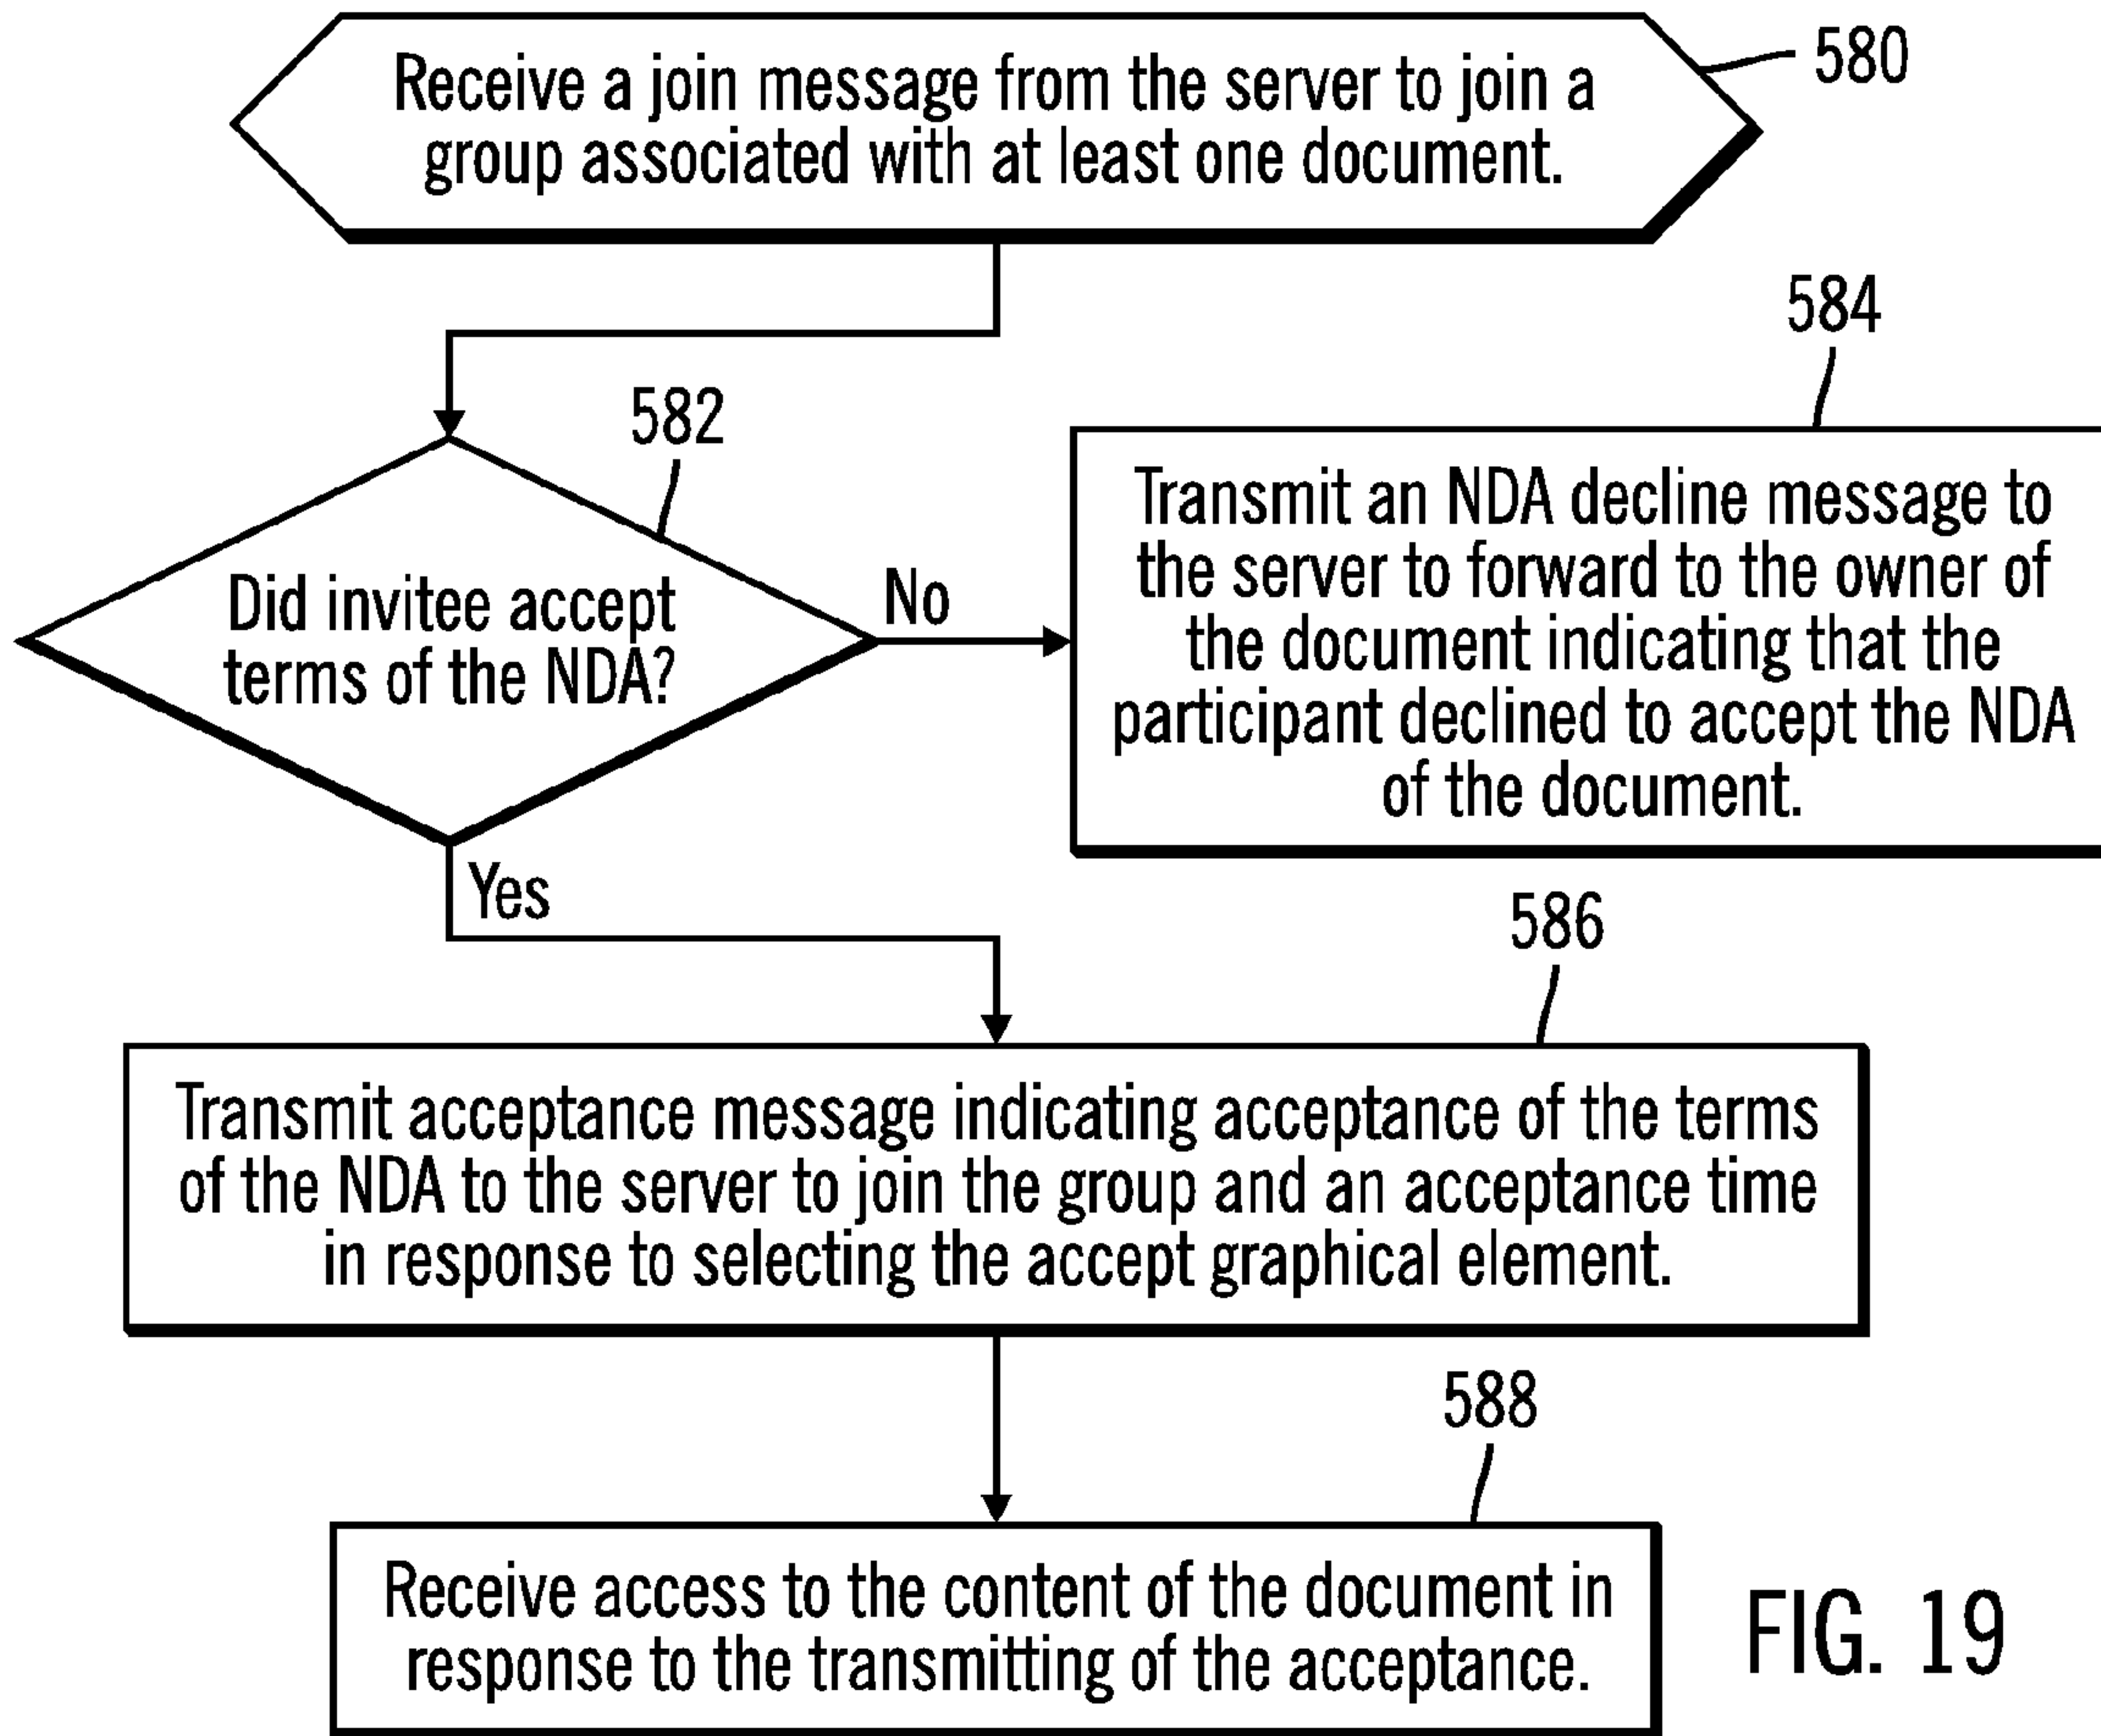 Receive a join message from the server to join a
group associated with at least one document.
580
582
Did invitee accept
terms of the NDA?
No
Yes
584
Transmit an NDA decline message to
the server to forward to the owner of
the document indicating that the
participant declined to accept the NDA
of the document.
586
Transmit acceptance message indicating acceptance of the terms
of the NDA to the server to join the group and an acceptance time
in response to selecting the accept graphical element.
588
Receive access to the content of the document in
response to the transmitting of the acceptance.
FIG. 19